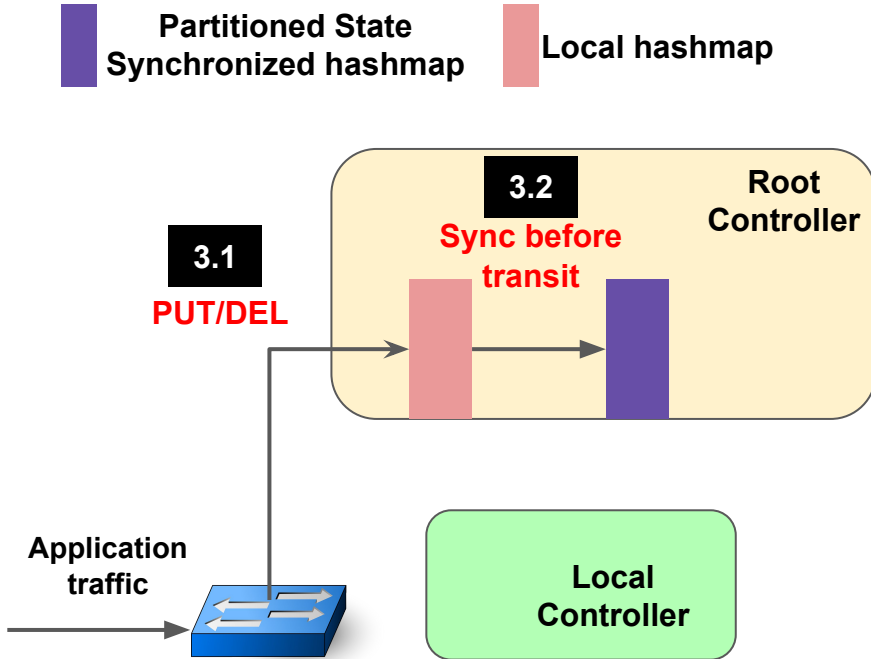 Partitioned State
Synchronized hashmap
Local hashmap
3.2
Root
Controller
Sync before
transit
3.1
PUT/DEL
Application
traffic
Local
Controller